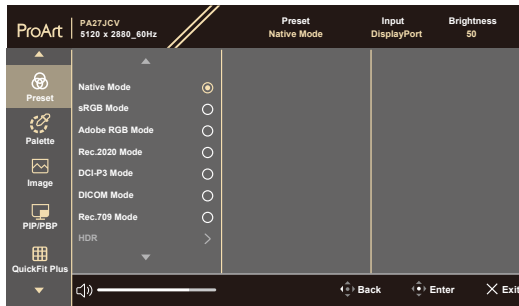 ProArt
PA27JCV
5120 x 2880_60Hz
Preset
Native Mode
Input
DisplayPort
Brightness
50
Preset
Palette
Image
PIP/PBP
QuickFit Plus
Native Mode
sRGB Mode
Adobe RGB Mode
Rec.2020 Mode
DCI-P3 Mode
DICOM Mode
Rec.709 Mode
HDR
Back
Enter
Exit